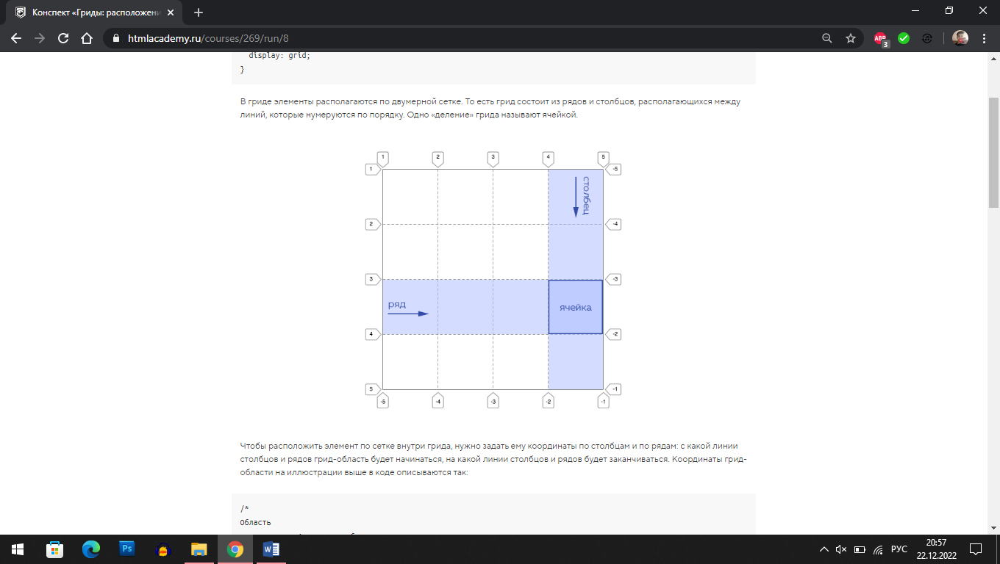 Конспект «Гриды: расположени
htmlacademy.ru/courses/269/run/8
ABP
3
display: grid;
}
В гриде элементы располагаются по двумерной сетке. То есть грид состоит из рядов и столбцов, располагающихся между
линий, которые нумеруются по порядку. Одно «деление» грида называют ячейкой.
1 2 3 4 5
1 -5
столбец
2 -4
3 -3
ряд
ячейка
4 -2
5 -1
-5 -4 -3 -2 -1
Чтобы расположить элемент по сетке внутри грида, нужно задать ему координаты по столбцам и по рядам: с какой линии
столбцов и рядов грид-область будет начинаться, на какой линии столбцов и рядов будет заканчиваться. Координаты грид-
области на иллюстрации выше в коде описываются так:
/*
Область
Ps
W
РУС
20:57
22.12.2022